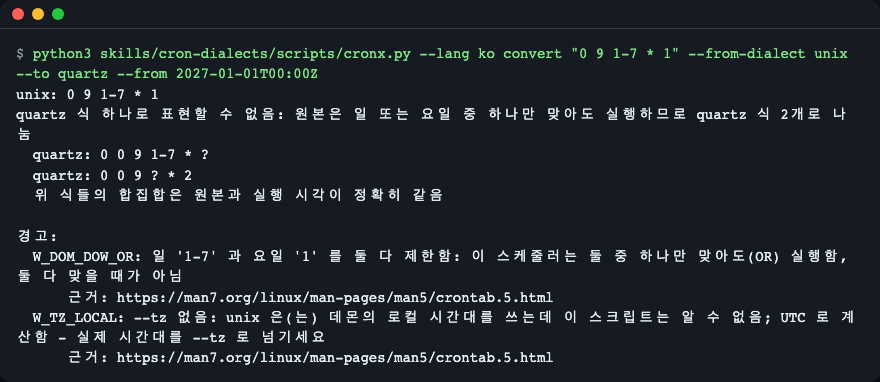 $ python3 skills/cron-dialects/scripts/cronx.py --lang ko convert "0 9 1-7 * 1" --from-dialect unix
--to quartz --from 2027-01-01T00:00Z
unix: 0 9 1-7 * 1
quartz 식 하나로 표현할 수 없음: 원본은 일 또는 요일 중 하나만 맞아도 실행하므로 quartz 식 2개로 나
눔
quartz: 0 0 9 1-7 * ?
quartz: 0 0 9 ? * 2
위 식들의 합집합은 원본과 실행 시각이 정확히 같음
경고:
W_DOM_DOW_OR: 일 '1-7' 과 요일 '1' 를 둘 다 제한함: 이 스케줄러는 둘 중 하나만 맞아도(OR) 실행함,
둘 다 맞을 때가 아님
근거: https://man7.org/linux/man-pages/man5/crontab.5.html
W_TZ_LOCAL: --tz 없음: unix 은(는) 데몬의 로컬 시간대를 쓰는데 이 스크립트는 알 수 없음; UTC 로 계
산함 - 실제 시간대를 --tz 로 넘기세요
근거: https://man7.org/linux/man-pages/man5/crontab.5.html